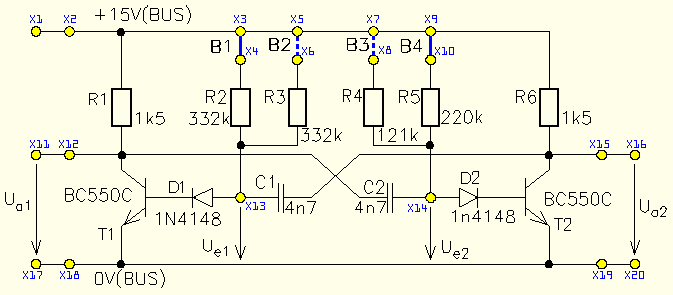 X1 X2 +15V(BUS) X3 X5 X7 X9
B1 X4 B2 X6 B3 X8 B4 X10
R1 R2 R3 R4 R5 R6
1k5 332k 332k 121k 220k 1k5
X11 X12 X15 X16
BC550C D1 C1 C2 D2 BC550C
Ua1 1N4148 X13 4n7 4n7 X14 1n4148 Ua2
T1 Ue1 Ue2 T2
X17 X18 0V(BUS) X19 X20